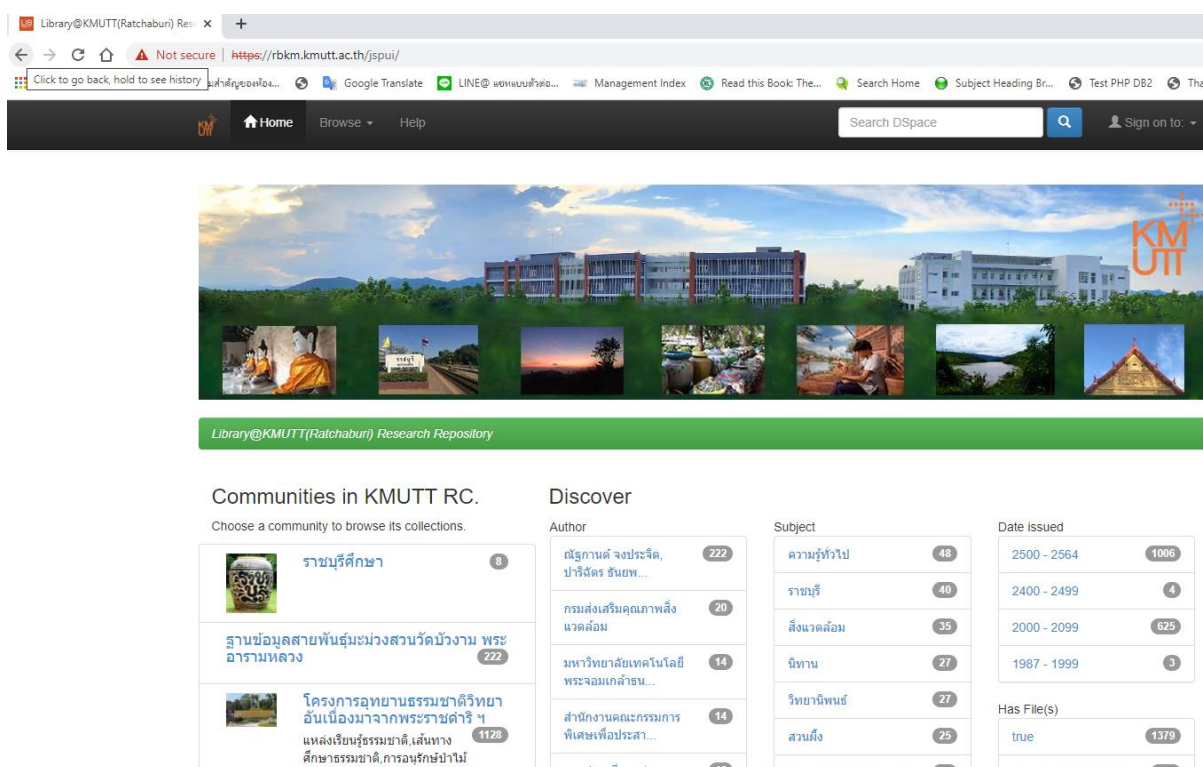 Library@KMUTT(Ratchaburi) Res
Not secure https://rbkm.kmutt.ac.th/jspui/
Click to go back, hold to see history
Google Translate
LINE@
Management Index
Read this Book: The...
Search Home
Subject Heading Br...
Test PHP DB2
Tha
KM
UTT
Home
Browse
Help
Search DSpace
Sign on to:
KM
UTT
ราชบุรี
Library@KMUTT(Ratchaburi) Research Repository
Communities in KMUTT RC.
Choose a community to browse its collections.
ราชบุรีศึกษา 8
ฐานข้อมูลสายพันธุ์มะม่วงสวนวัดบัวงาม พระ
อารามหลวง 222
โครงการอุทยานธรรมชาติวิทยา
อันเนื่องมาจากพระราชดำริ ฯ
1128
แหล่งเรียนรู้ธรรมชาติ,เส้นทาง
ศึกษาธรรมชาติ,การอนุรักษ์ป่าไม้
Discover
Author
ณัฐกานต์ จงประจิต, 222
ปาริฉัตร ธันยพ...
กรมส่งเสริมคุณภาพสิ่ง 20
แวดล้อม
มหาวิทยาลัยเทคโนโลยี 14
พระจอมเกล้าธน...
สำนักงานคณะกรรมการ 14
พิเศษเพื่อประสา...
Subject
ความรู้ทั่วไป 48
ราชบุรี 40
สิ่งแวดล้อม 35
นิทาน 27
วิทยานิพนธ์ 27
สวนผึ้ง 25
Date issued
2500 - 2564 1006
2400 - 2499 4
2000 - 2099 625
1987 - 1999 3
Has File(s)
true 1379